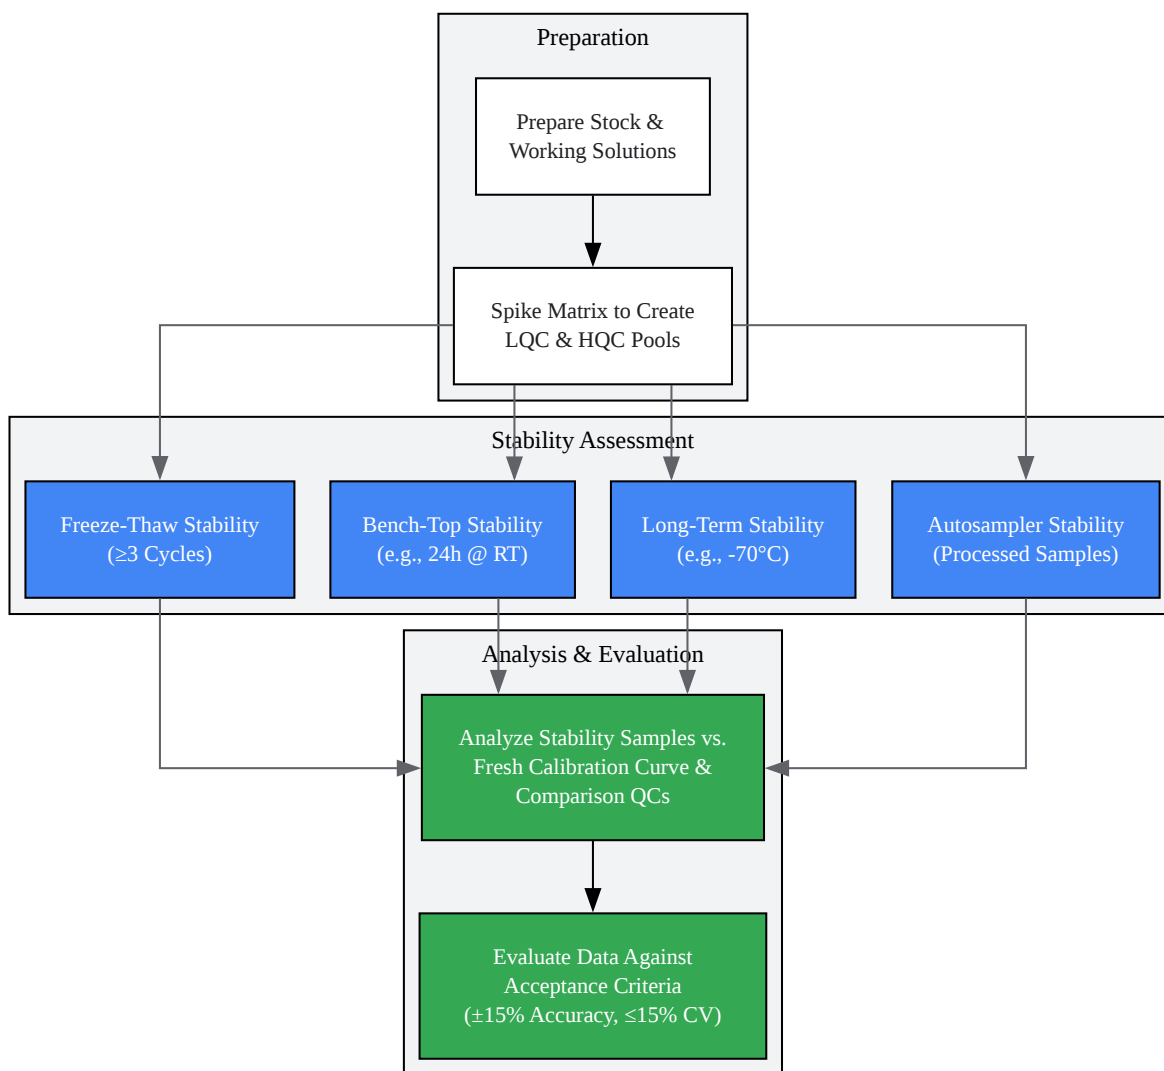 Preparation
Prepare Stock &
Working Solutions
Spike Matrix to Create
LQC & HQC Pools
Stability Assessment
Freeze-Thaw Stability
(≥3 Cycles)
Bench-Top Stability
(e.g., 24h @ RT)
Long-Term Stability
(e.g., -70°C)
Autosampler Stability
(Processed Samples)
Analysis & Evaluation
Analyze Stability Samples vs.
Fresh Calibration Curve &
Comparison QCs
Evaluate Data Against
Acceptance Criteria
(±15% Accuracy, ≤15% CV)